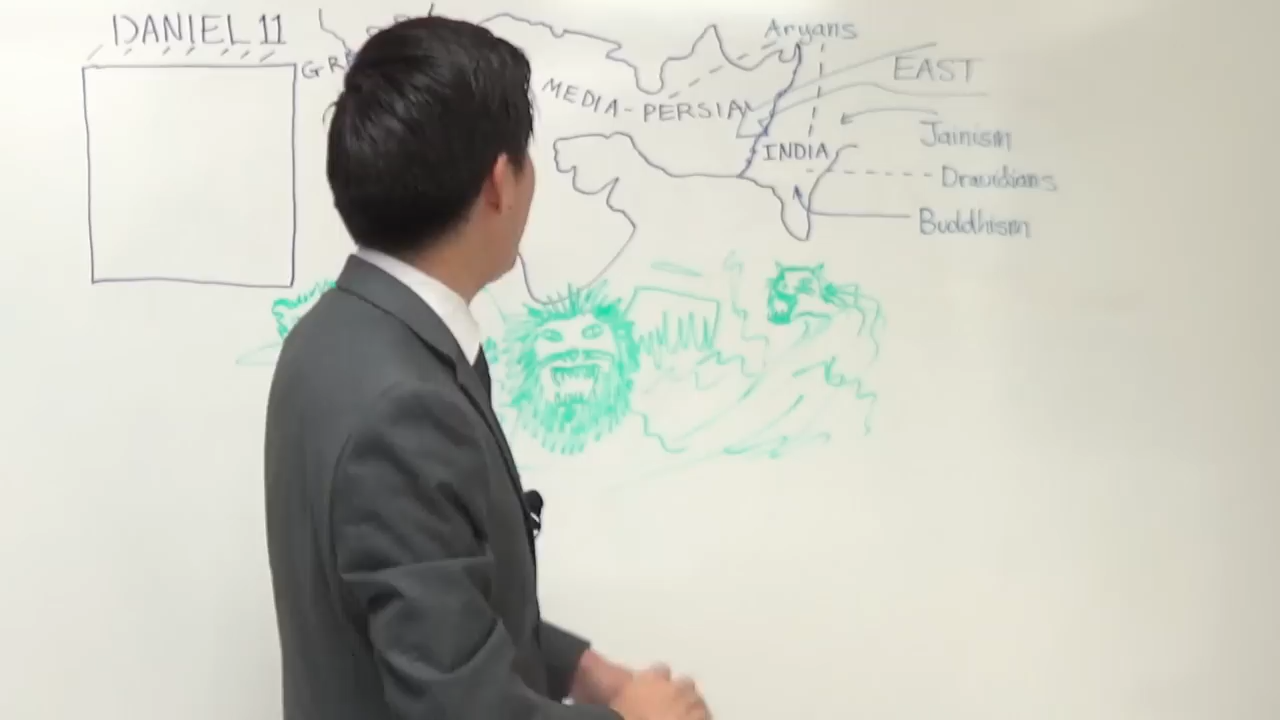 DANIEL 11
Aryans
EAST
MEDIA-PERSIA
Jainism
INDIA
Dravidians
Buddhism